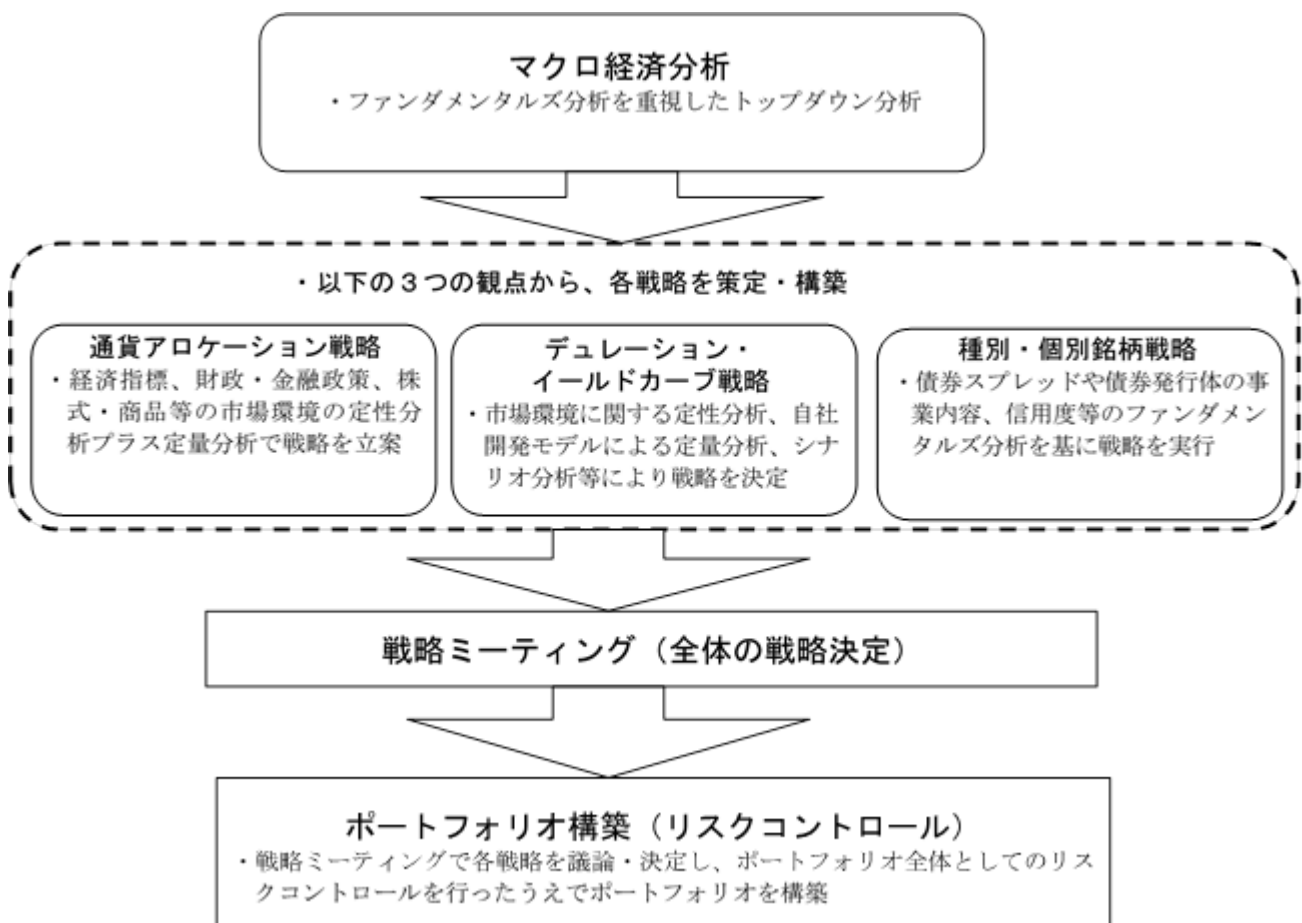 マクロ経済分析
・ファンダメンタルズ分析を重視したトップダウン分析
・以下の３つの観点から、各戦略を策定・構築
通貨アロケーション戦略
・経済指標、財政・金融政策、株
式・商品等の市場環境の定性分
析プラス定量分析で戦略を立案
デュレーション・
イールドカーブ戦略
・市場環境に関する定性分析、自社
開発モデルによる定量分析、シナ
リオ分析等により戦略を決定
種別・個別銘柄戦略
・債券スプレッドや債券発行体の事
業内容、信用度等のファンダメン
タルズ分析を基に戦略を実行
戦略ミーティング（全体の戦略決定）
ポートフォリオ構築（リスクコントロール）
・戦略ミーティングで各戦略を議論・決定し、ポートフォリオ全体としてのリス
クコントロールを行ったうえでポートフォリオを構築